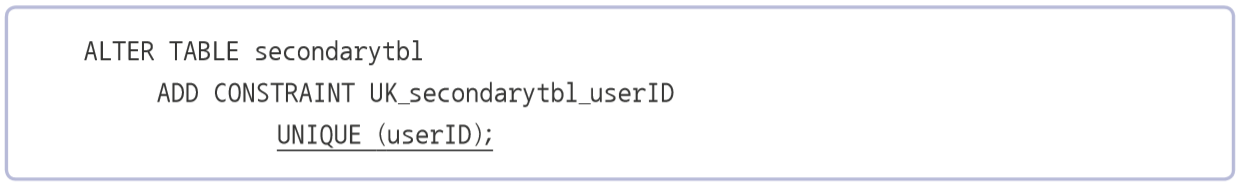 ALTER TABLE secondarytbl
ADD CONSTRAINT UK_secondarytbl_userID
UNIQUE (userID);